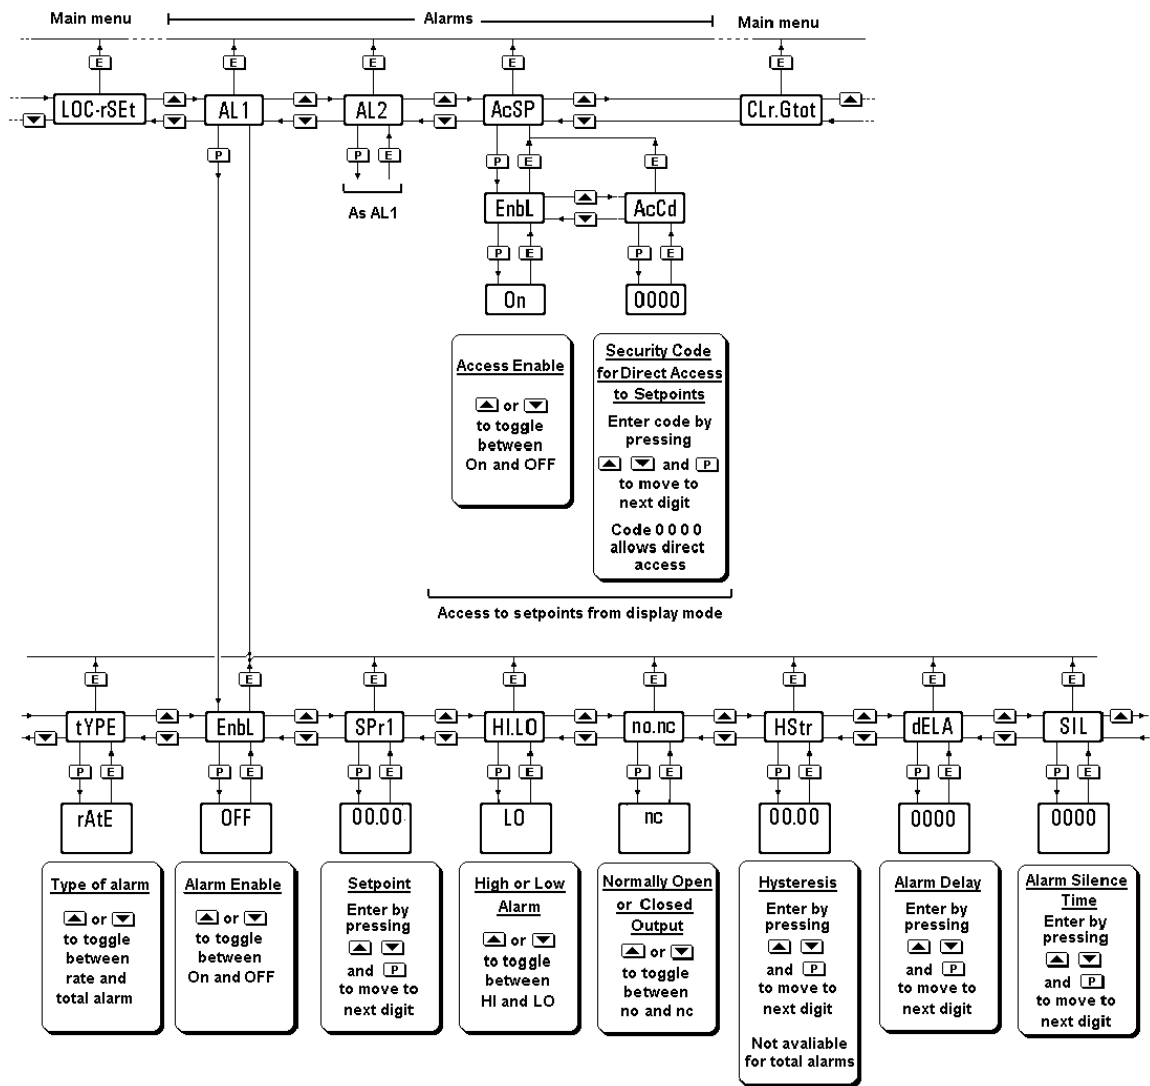 Main menu
Alarms
Main menu
E E E E E
LOC-rSEt AL1 AL2 AcSP CLr.Gtot
P P E P E E
As AL1
EnbL AcCd
P E P E
On 0000
Access Enable
or
to toggle
between
On and OFF
Security Code
for Direct Access
to Setpoints
Enter code by
pressing
and P
to move to
next digit
Code 0 0 0 0
allows direct
access
Access to setpoints from display mode
E E E E E E E E
tYPE EnbL SPr1 HI.LO no.nc HStr dELA SIL
P E P E P E P E P E P E P E P E
rAtE OFF 00.00 LO nc 00.00 0000 0000
Type of alarm
or
to toggle
between
rate and
total alarm
Alarm Enable
or
to toggle
between
On and OFF
Setpoint
Enter by
pressing
and P
to move to
next digit
High or Low
Alarm
or
to toggle
between
HI and LO
Normally Open
or Closed
Output
or
to toggle
between
no and nc
Hysteresis
Enter by
pressing
and P
to move to
next digit
Not avaliable
for total alarms
Alarm Delay
Enter by
pressing
and P
to move to
next digit
Alarm Silence
Time
Enter by
pressing
and P
to move to
next digit